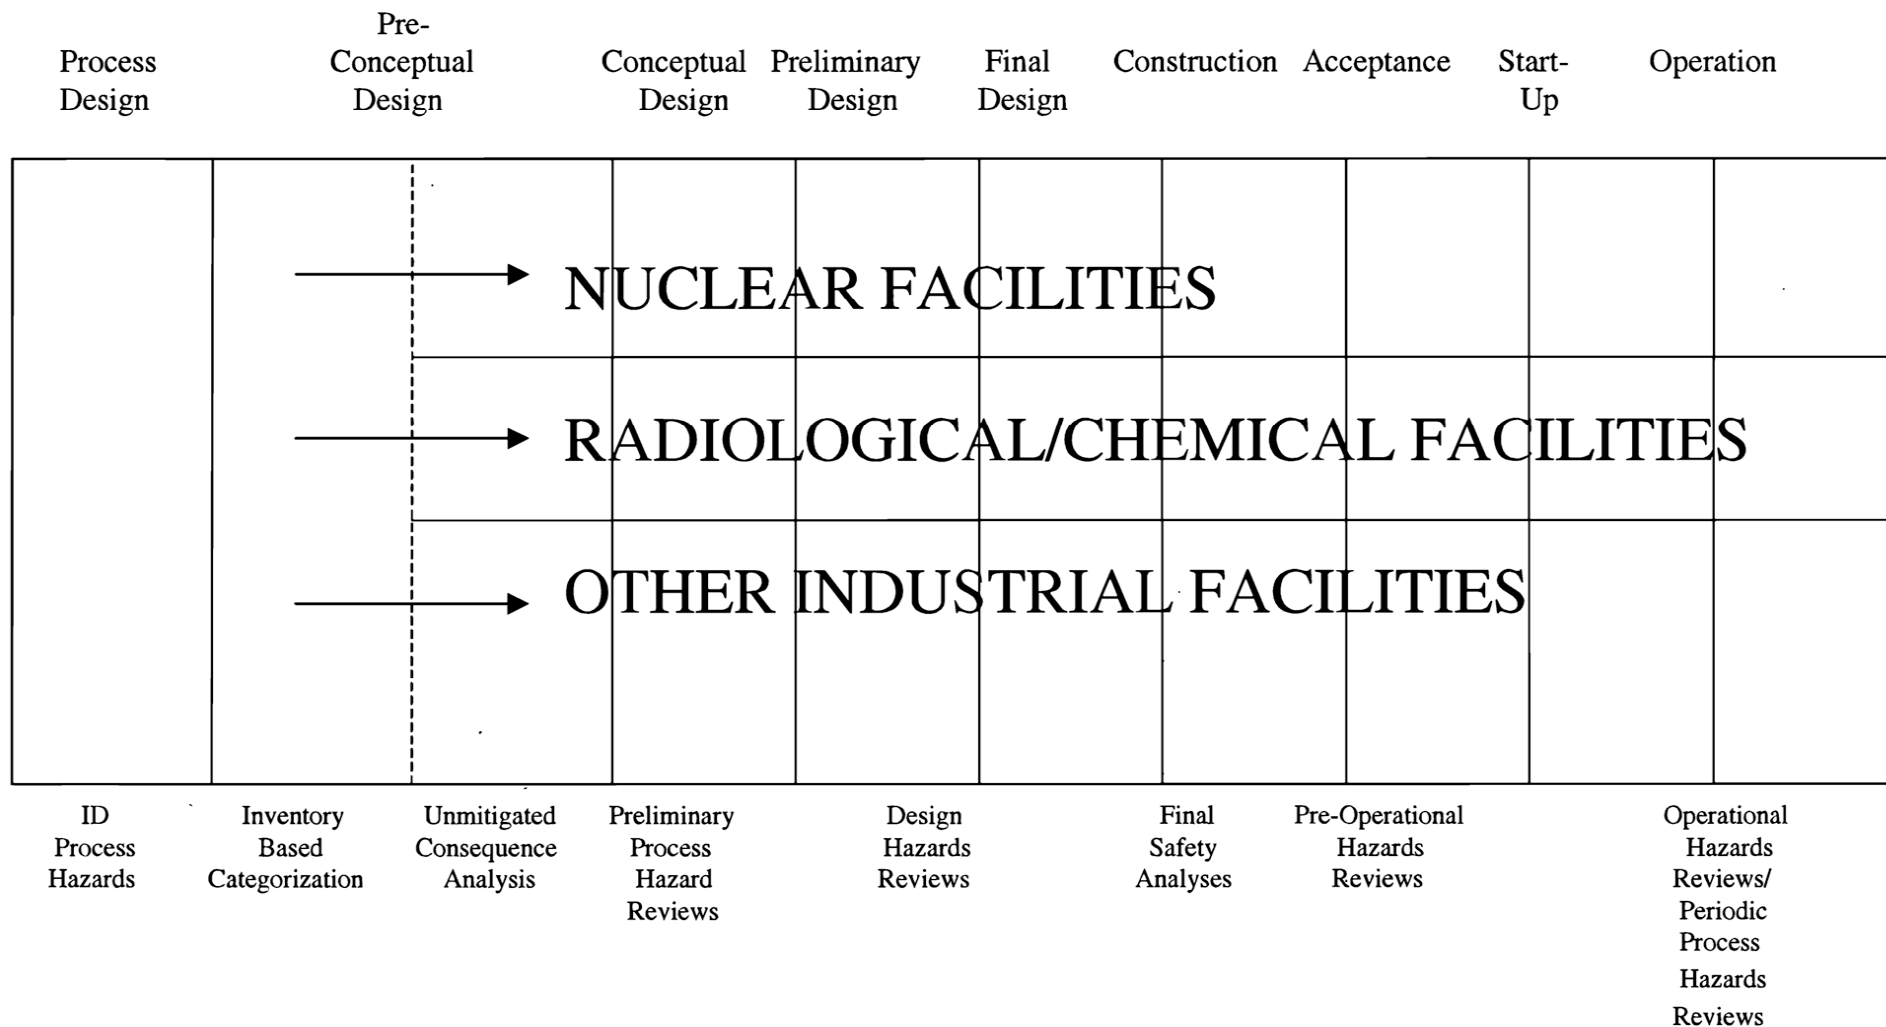 Pre-
Process Conceptual Conceptual Preliminary Final Construction Acceptance Start- Operation
Design Design Design Design Design Up
NUCLEAR FACILITIES
RADIOLOGICAL/CHEMICAL FACILITIES
OTHER INDUSTRIAL FACILITIES
ID Inventory Unmitigated Preliminary Design Final Pre-Operational Operational
Process Based Consequence Process Hazards Safety Hazards Hazards
Hazards Categorization Analysis Hazard Reviews Analyses Reviews Reviews/
Reviews Periodic
Process
Hazards
Reviews